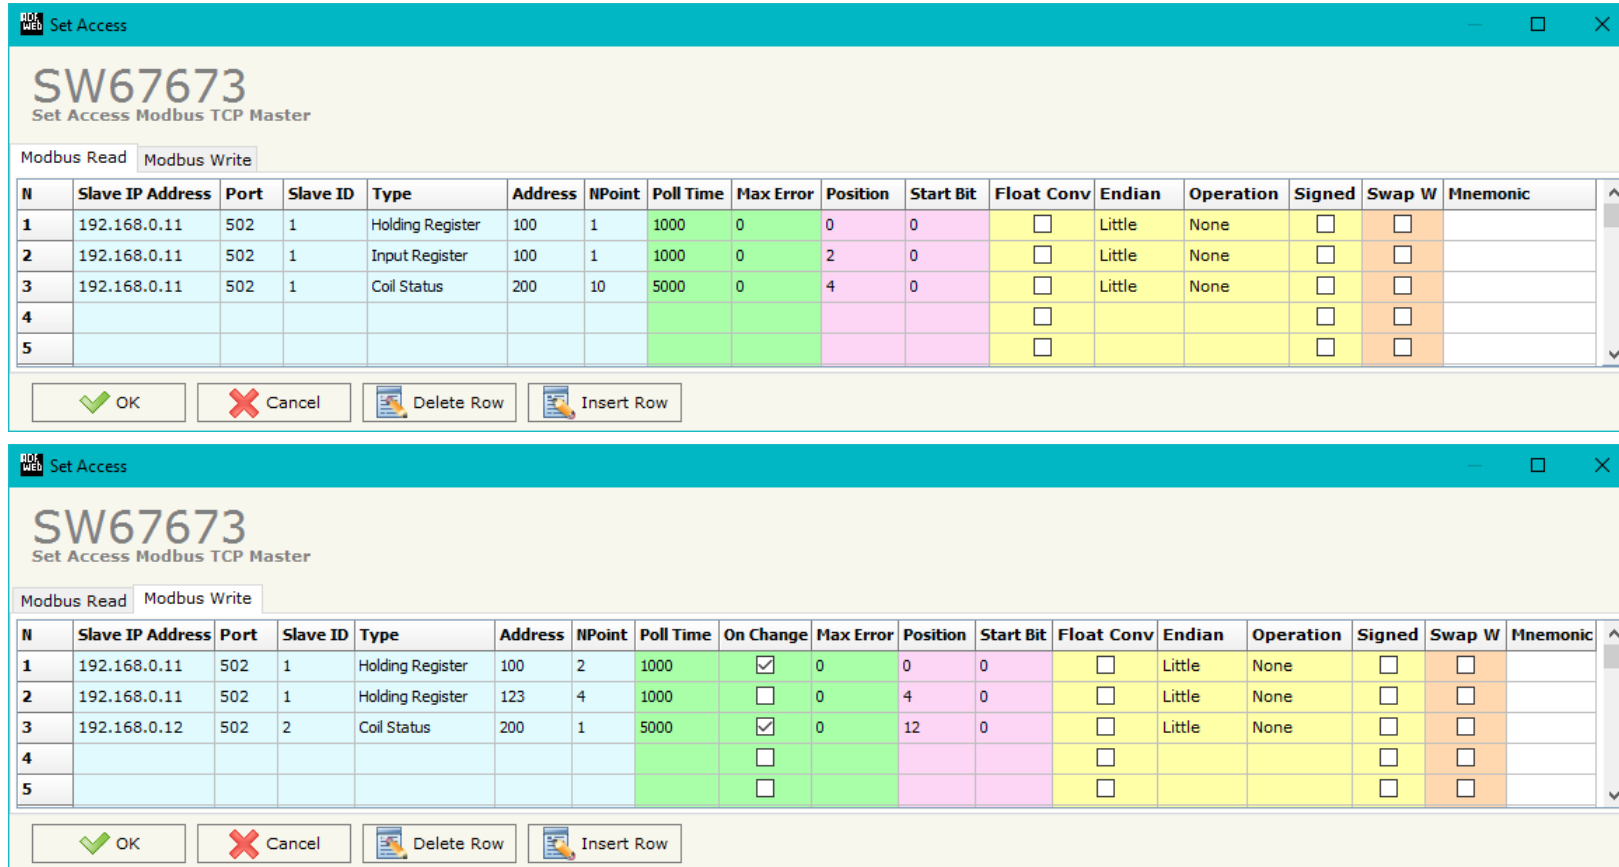 ADF WEB Set Access
SW67673
Set Access Modbus TCP Master
Modbus Read Modbus Write
N Slave IP Address Port Slave ID Type Address NPoint Poll Time Max Error Position Start Bit Float Conv Endian Operation Signed Swap W Mnemonic
1 192.168.0.11 502 1 Holding Register 100 1 1000 0 0 0 Little None
2 192.168.0.11 502 1 Input Register 100 1 1000 0 2 0 Little None
3 192.168.0.11 502 1 Coil Status 200 10 5000 0 4 0 Little None
4
5
OK Cancel Delete Row Insert Row
ADF WEB Set Access
SW67673
Set Access Modbus TCP Master
Modbus Read Modbus Write
N Slave IP Address Port Slave ID Type Address NPoint Poll Time On Change Max Error Position Start Bit Float Conv Endian Operation Signed Swap W Mnemonic
1 192.168.0.11 502 1 Holding Register 100 2 1000 0 0 0 Little None
2 192.168.0.11 502 1 Holding Register 123 4 1000 0 4 0 Little None
3 192.168.0.12 502 2 Coil Status 200 1 5000 0 12 0 Little None
4
5
OK Cancel Delete Row Insert Row